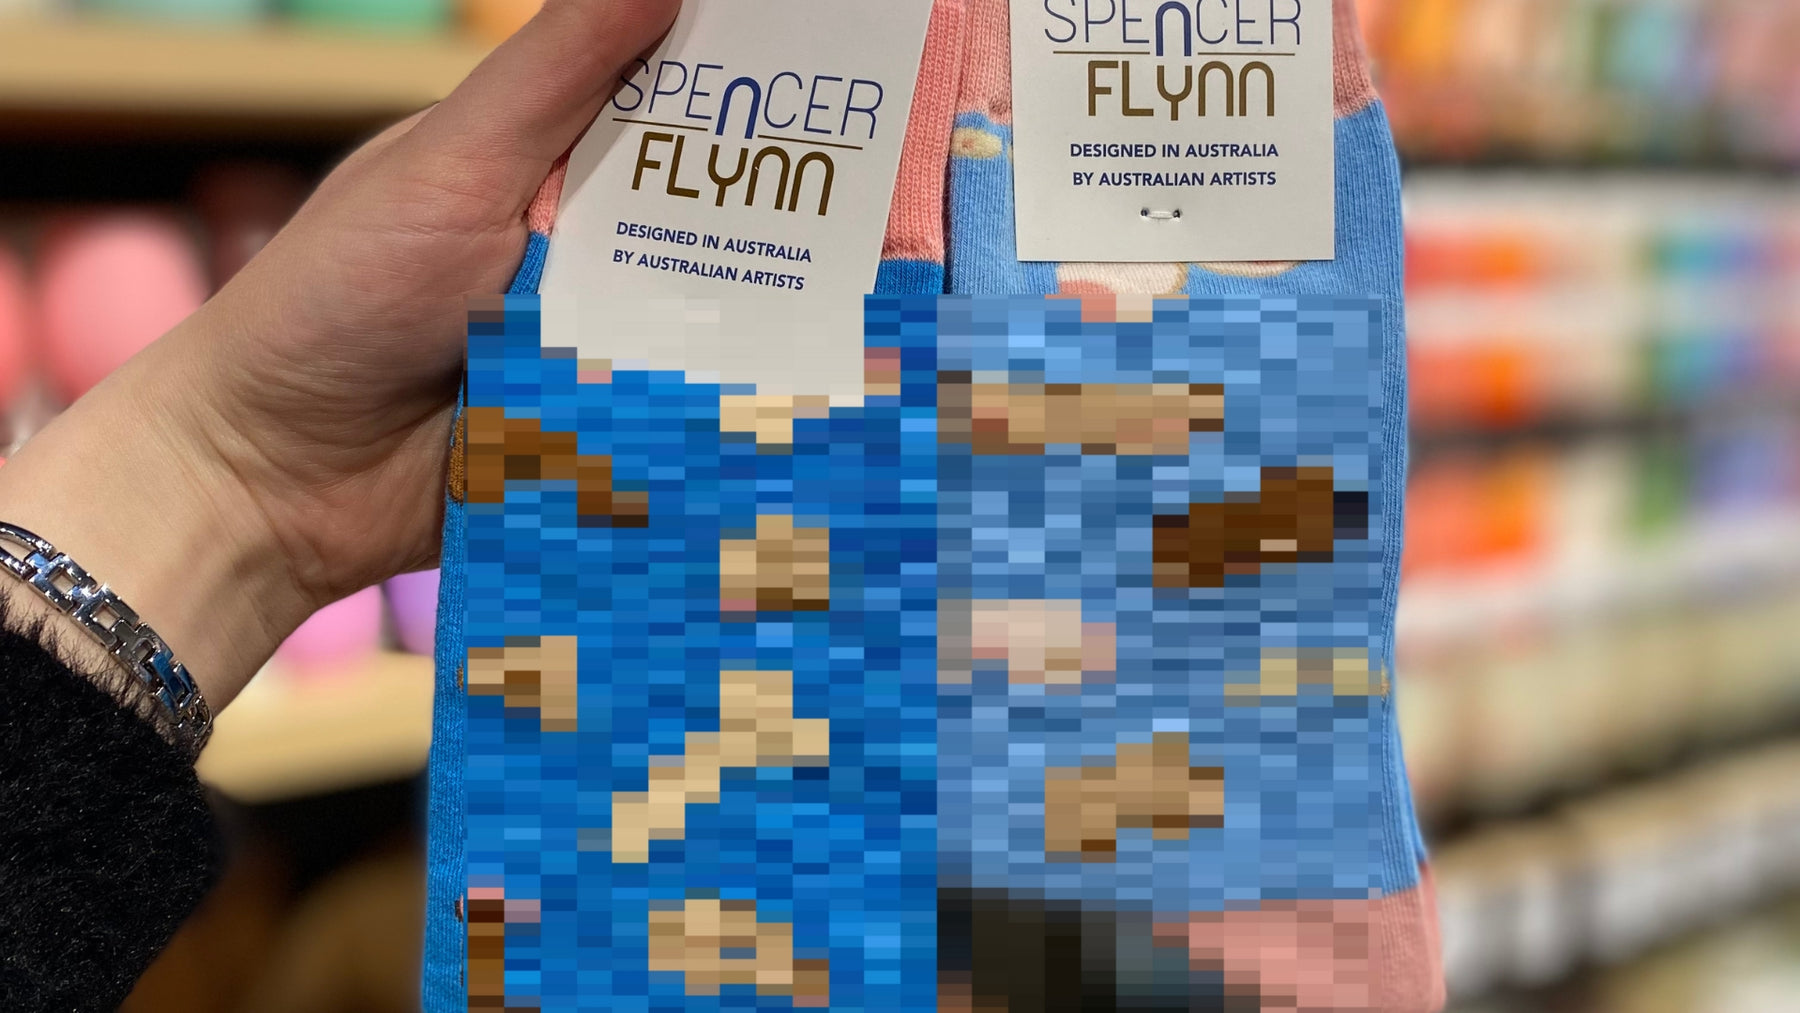 SPENCER
FLYNN
DESIGNED IN AUSTRALIA
BY AUSTRALIAN ARTISTS
SPENCER
FLYNN
DESIGNED IN AUSTRALIA
BY AUSTRALIAN ARTISTS